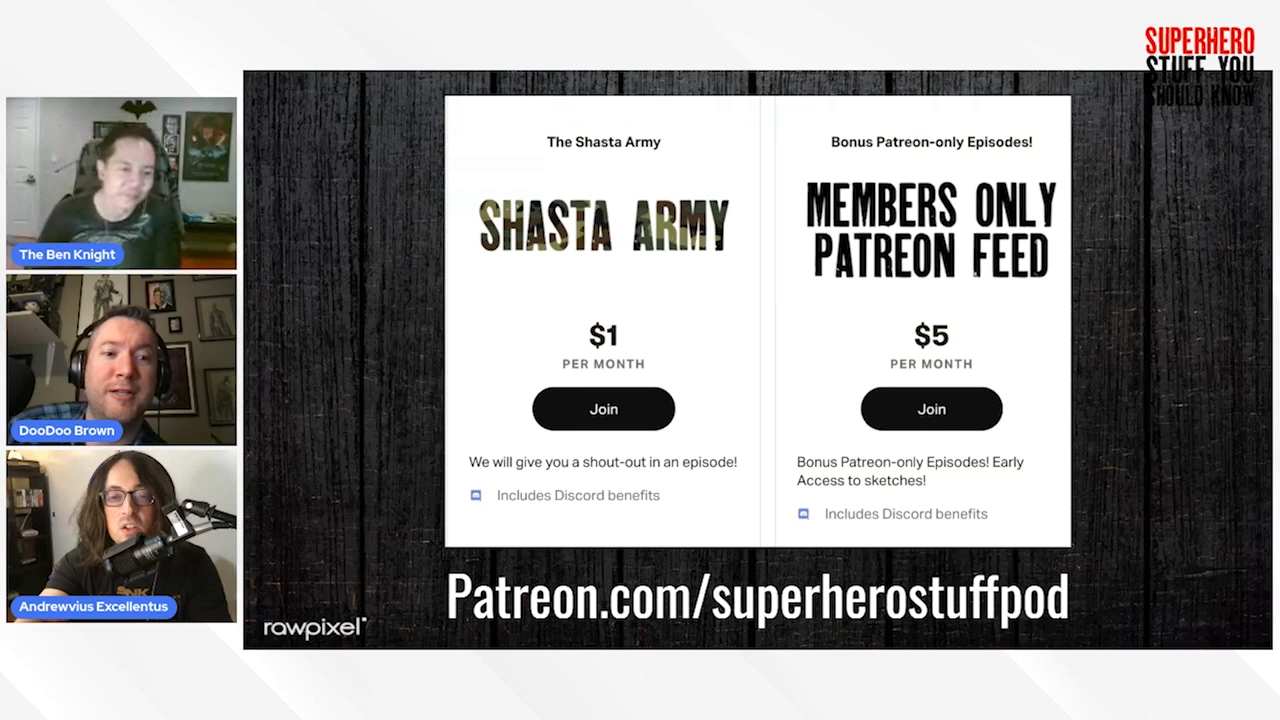 SUPERHERO
STUFF YOU
SHOULD KNOW
The Ben Knight
DooDoo Brown
Andrewvius Excellentus
The Shasta Army
SHASTA ARMY
$1
PER MONTH
Join
We will give you a shout-out in an episode!
Includes Discord benefits
Bonus Patreon-only Episodes!
MEMBERS ONLY
PATREON FEED
$5
PER MONTH
Join
Bonus Patreon-only Episodes! Early
Access to sketches!
Includes Discord benefits
Patreon.com/superherostuffpod
rawpixel